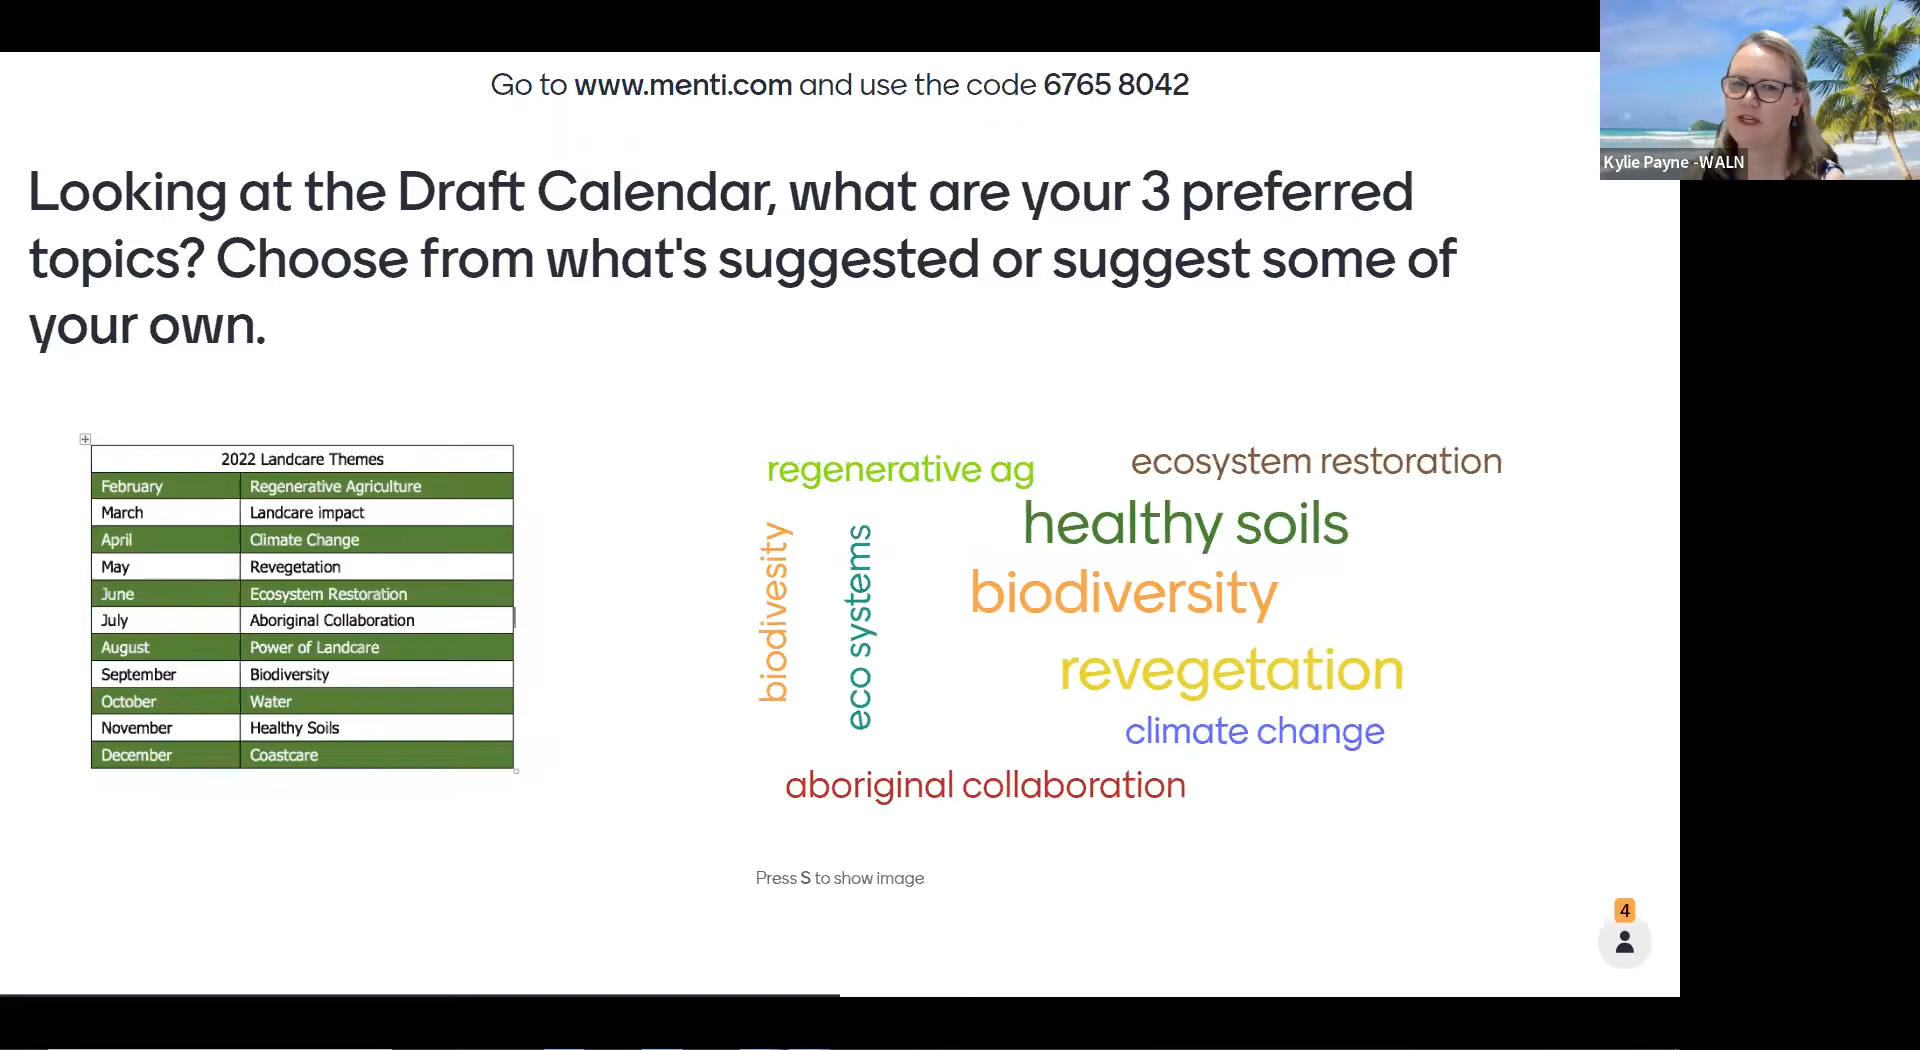 Go to www.menti.com and use the code 6765 8042
Kylie Payne -WALN
Looking at the Draft Calendar, what are your 3 preferred
topics? Choose from what's suggested or suggest some of
your own.
2022 Landcare Themes
February Regenerative Agriculture
March Landcare impact
April Climate Change
May Revegetation
June Ecosystem Restoration
July Aboriginal Collaboration
August Power of Landcare
September Biodiversity
October Water
November Healthy Soils
December Coastcare
regenerative ag
ecosystem restoration
healthy soils
biodivesity
eco systems
biodiversity
revegetation
climate change
aboriginal collaboration
Press S to show image
4